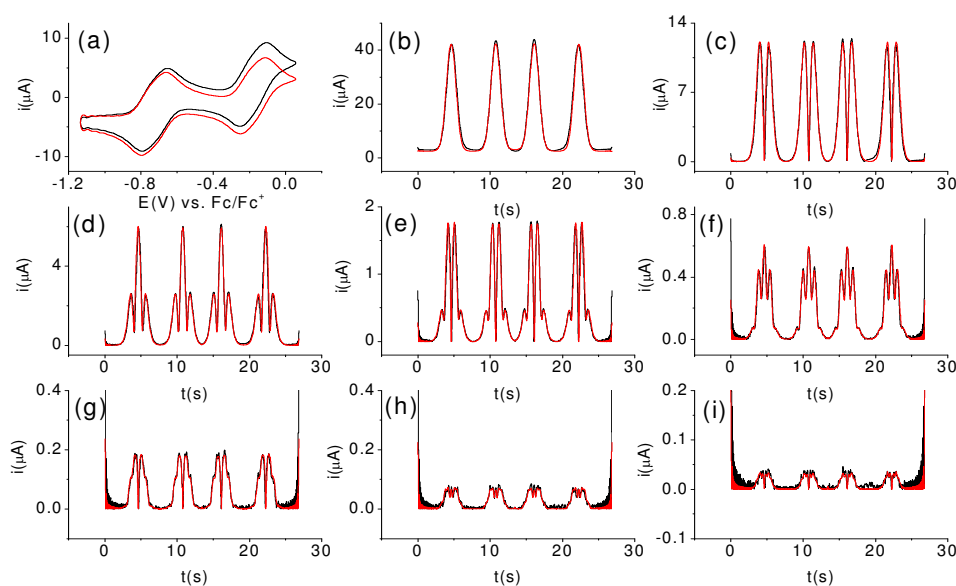 (a)
10
0
-10
i(μA)
-1.2 -0.8 -0.4 0.0
E(V) vs. Fc/Fc+
(b)
40
20
0
i(μA)
0 10 20 30
t(s)
(c)
12
7
0
i(μA)
0 10 20 30
t(s)
(d)
4
0
i(μA)
0 10 20 30
t(s)
(e)
2
1
0
i(μA)
0 10 20 30
t(s)
(f)
0.8
0.4
0.0
i(μA)
0 10 20 30
t(s)
(g)
0.4
0.2
0.0
i(μA)
0 10 20 30
t(s)
(h)
0.4
0.2
0.0
i(μA)
0 10 20 30
t(s)
(i)
0.2
0.1
0.0
-0.1
i(μA)
0 10 20 30
t(s)